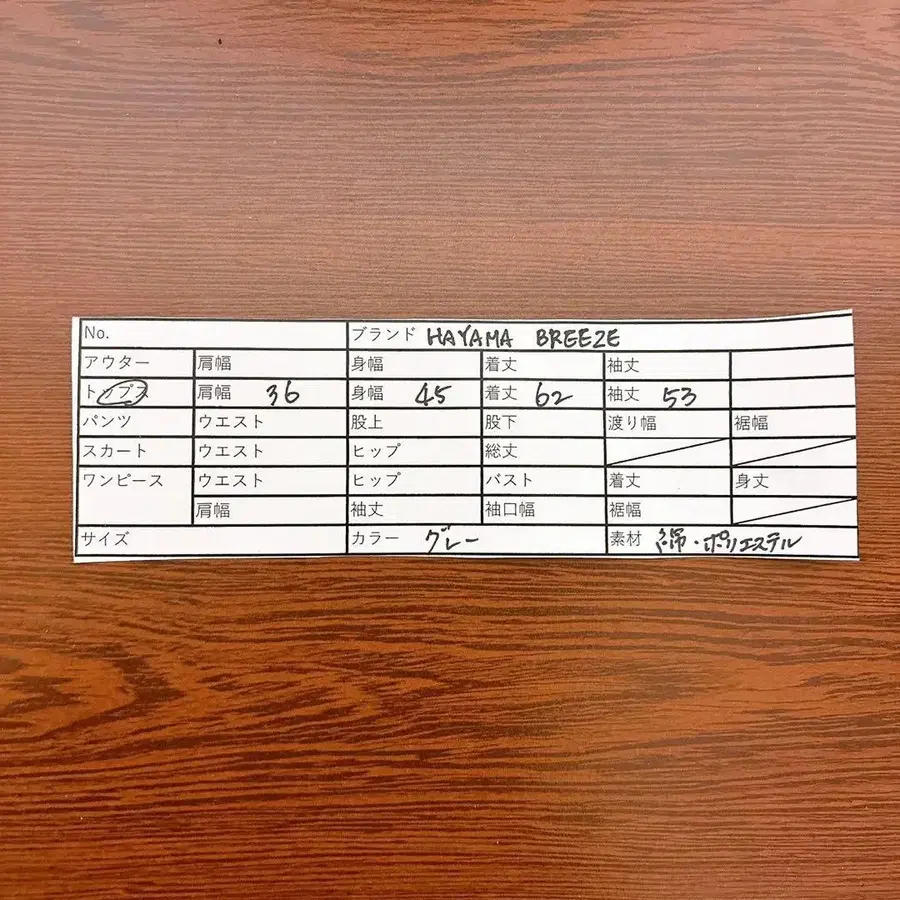 No. ブランド HAYAMA BREEZE
アウター 肩幅 身幅 着丈 袖丈
トップス 肩幅 36 身幅 45 着丈 62 袖丈 53
パンツ ウエスト 股上 股下 渡り幅 裾幅
スカート ウエスト ヒップ 総丈
ワンピース ウエスト ヒップ バスト 着丈 身丈
肩幅 袖丈 袖口幅 裾幅
サイズ カラー グレー 素材 綿・ポリエステル